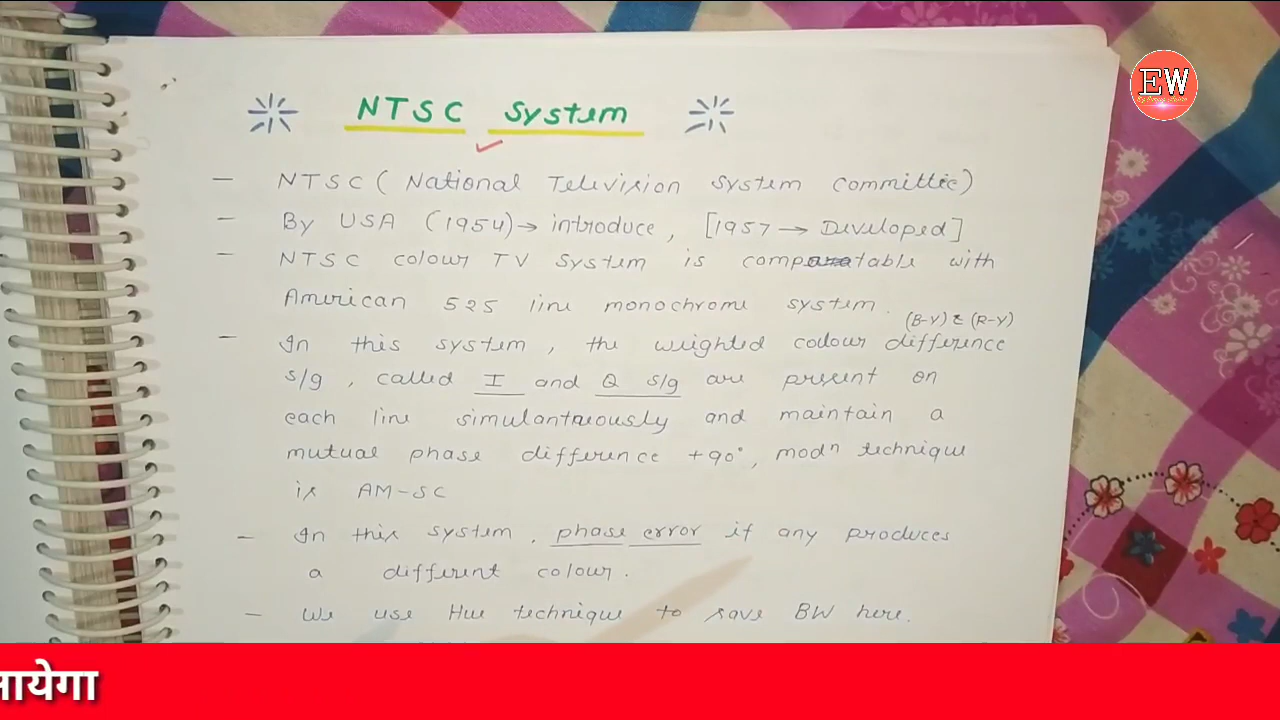 NTSC System
EW
- NTSC ( National Television System Committie)
- By USA (1954) → introduce, [1957 → Developed]
- NTSC colour TV System is compatable with
American 525 line monochrome system.
(B-Y) & (R-Y)
- In this system, the weighted colour difference
s/g, called I and Q s/g are present on
each line simulantneously and maintain a
mutual phase difference +90°, modⁿ technique
is AM-SC
- In this system, phase error if any produces
a different colour.
- We use Hue technique to save BW here.
नायेगा